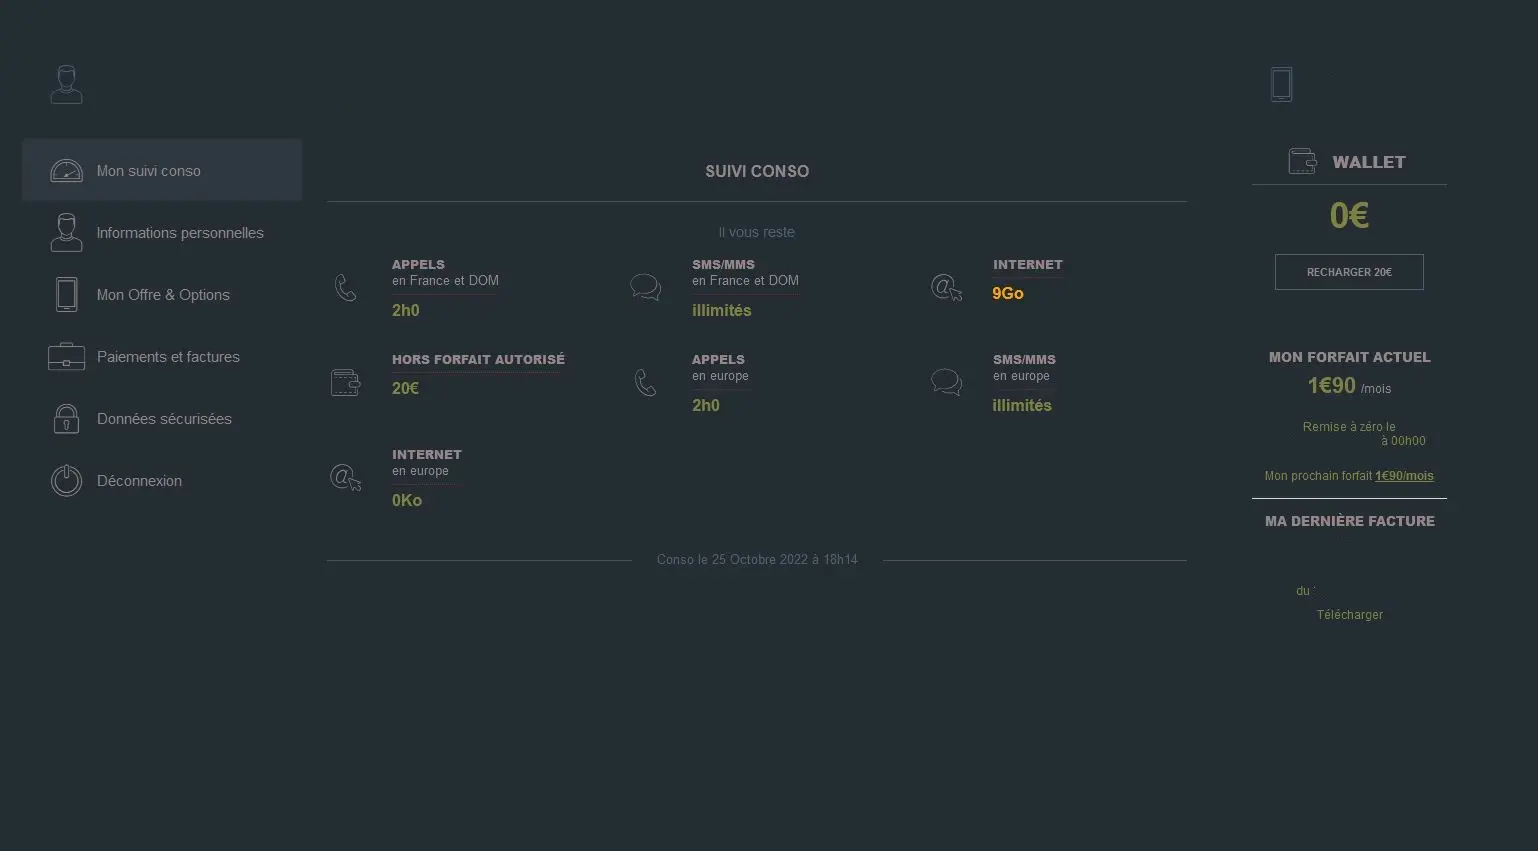 Mon suivi conso
Informations personnelles
Mon Offre & Options
Paiements et factures
Données sécurisées
Déconnexion
SUIVI CONSO
Il vous reste
APPELS
en France et DOM
2h0
SMS/MMS
en France et DOM
illimités
INTERNET
9Go
HORS FORFAIT AUTORISÉ
20€
APPELS
en europe
2h0
SMS/MMS
en europe
illimités
INTERNET
en europe
0Ko
Conso le 25 Octobre 2022 à 18h14
WALLET
0€
RECHARGER 20€
MON FORFAIT ACTUEL
1€90 /mois
Remise à zéro le
à 00h00
Mon prochain forfait 1€90/mois
MA DERNIÈRE FACTURE
du
Télécharger